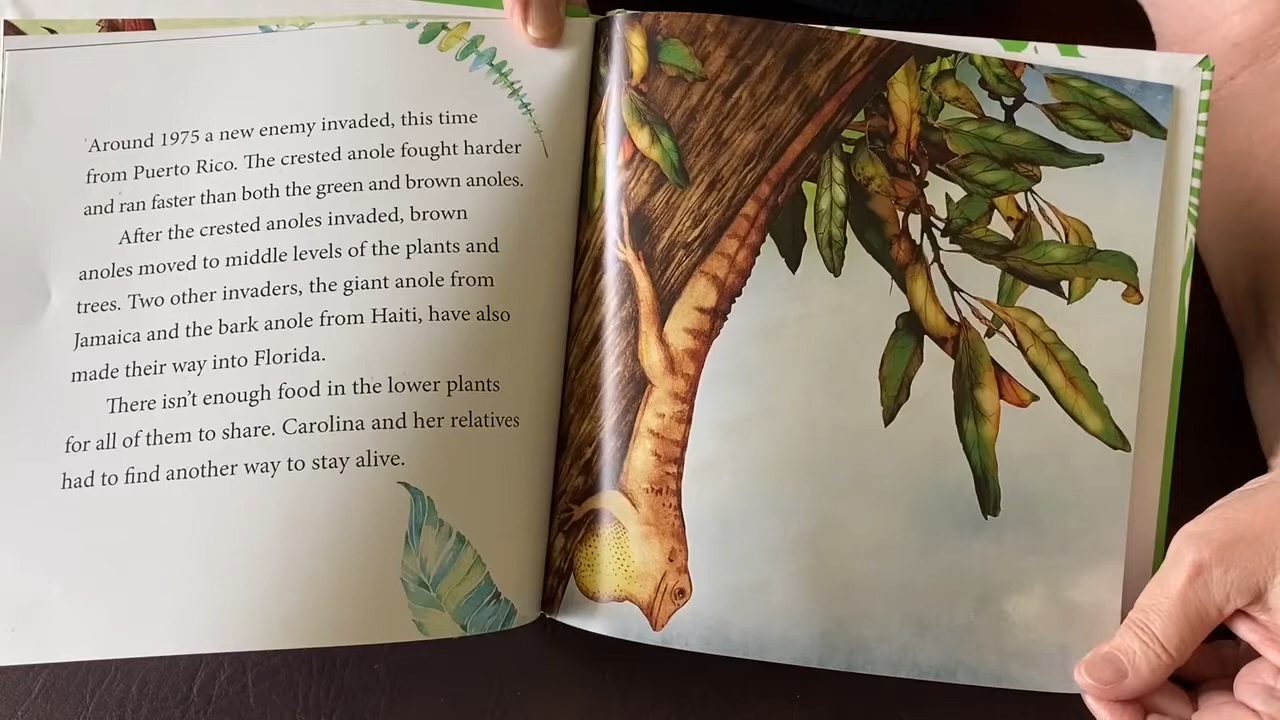 Around 1975 a new enemy invaded, this time
from Puerto Rico. The crested anole fought harder
and ran faster than both the green and brown anoles.
After the crested anoles invaded, brown
anoles moved to middle levels of the plants and
trees. Two other invaders, the giant anole from
Jamaica and the bark anole from Haiti, have also
made their way into Florida.
There isn't enough food in the lower plants
for all of them to share. Carolina and her relatives
had to find another way to stay alive.